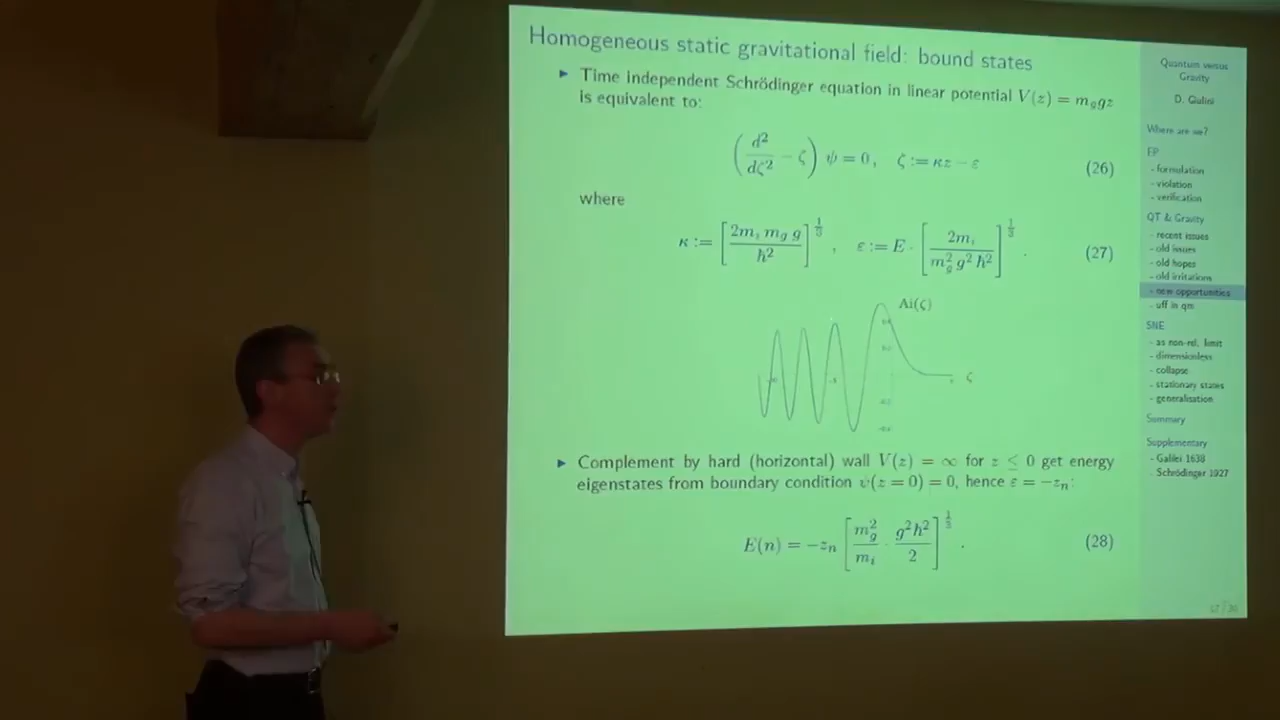 Homogeneous static gravitational field: bound states
► Time independent Schrödinger equation in linear potential V(z) = m_g gz
is equivalent to:
(d²/dζ² − ζ) ψ = 0 , ζ := κz − ε (26)
where
κ := [2m_i m_g g / ħ²]^{1/3} , ε := E · [2m_i / m_g² g² ħ²]^{1/3} . (27)
Ai(ζ)
ζ
► Complement by hard (horizontal) wall V(z) = ∞ for z ≤ 0 get energy
eigenstates from boundary condition ψ(z = 0) = 0, hence ε = −z_n:
E(n) = −z_n [m_g²/m_i · g²ħ²/2]^{1/3} . (28)
Quantum versus
Gravity
D. Giulini
Where are we?
EP
- formulation
- violation
- verification
QT & Gravity
- recent issues
- old issues
- old hopes
- old irritations
- new opportunities
- uff in qm
SNE
- as non-rel. limit
- dimensionless
- collapse
- stationary states
- generalisation
Summary
Supplementary
- Galilei 1638
- Schrödinger 1927